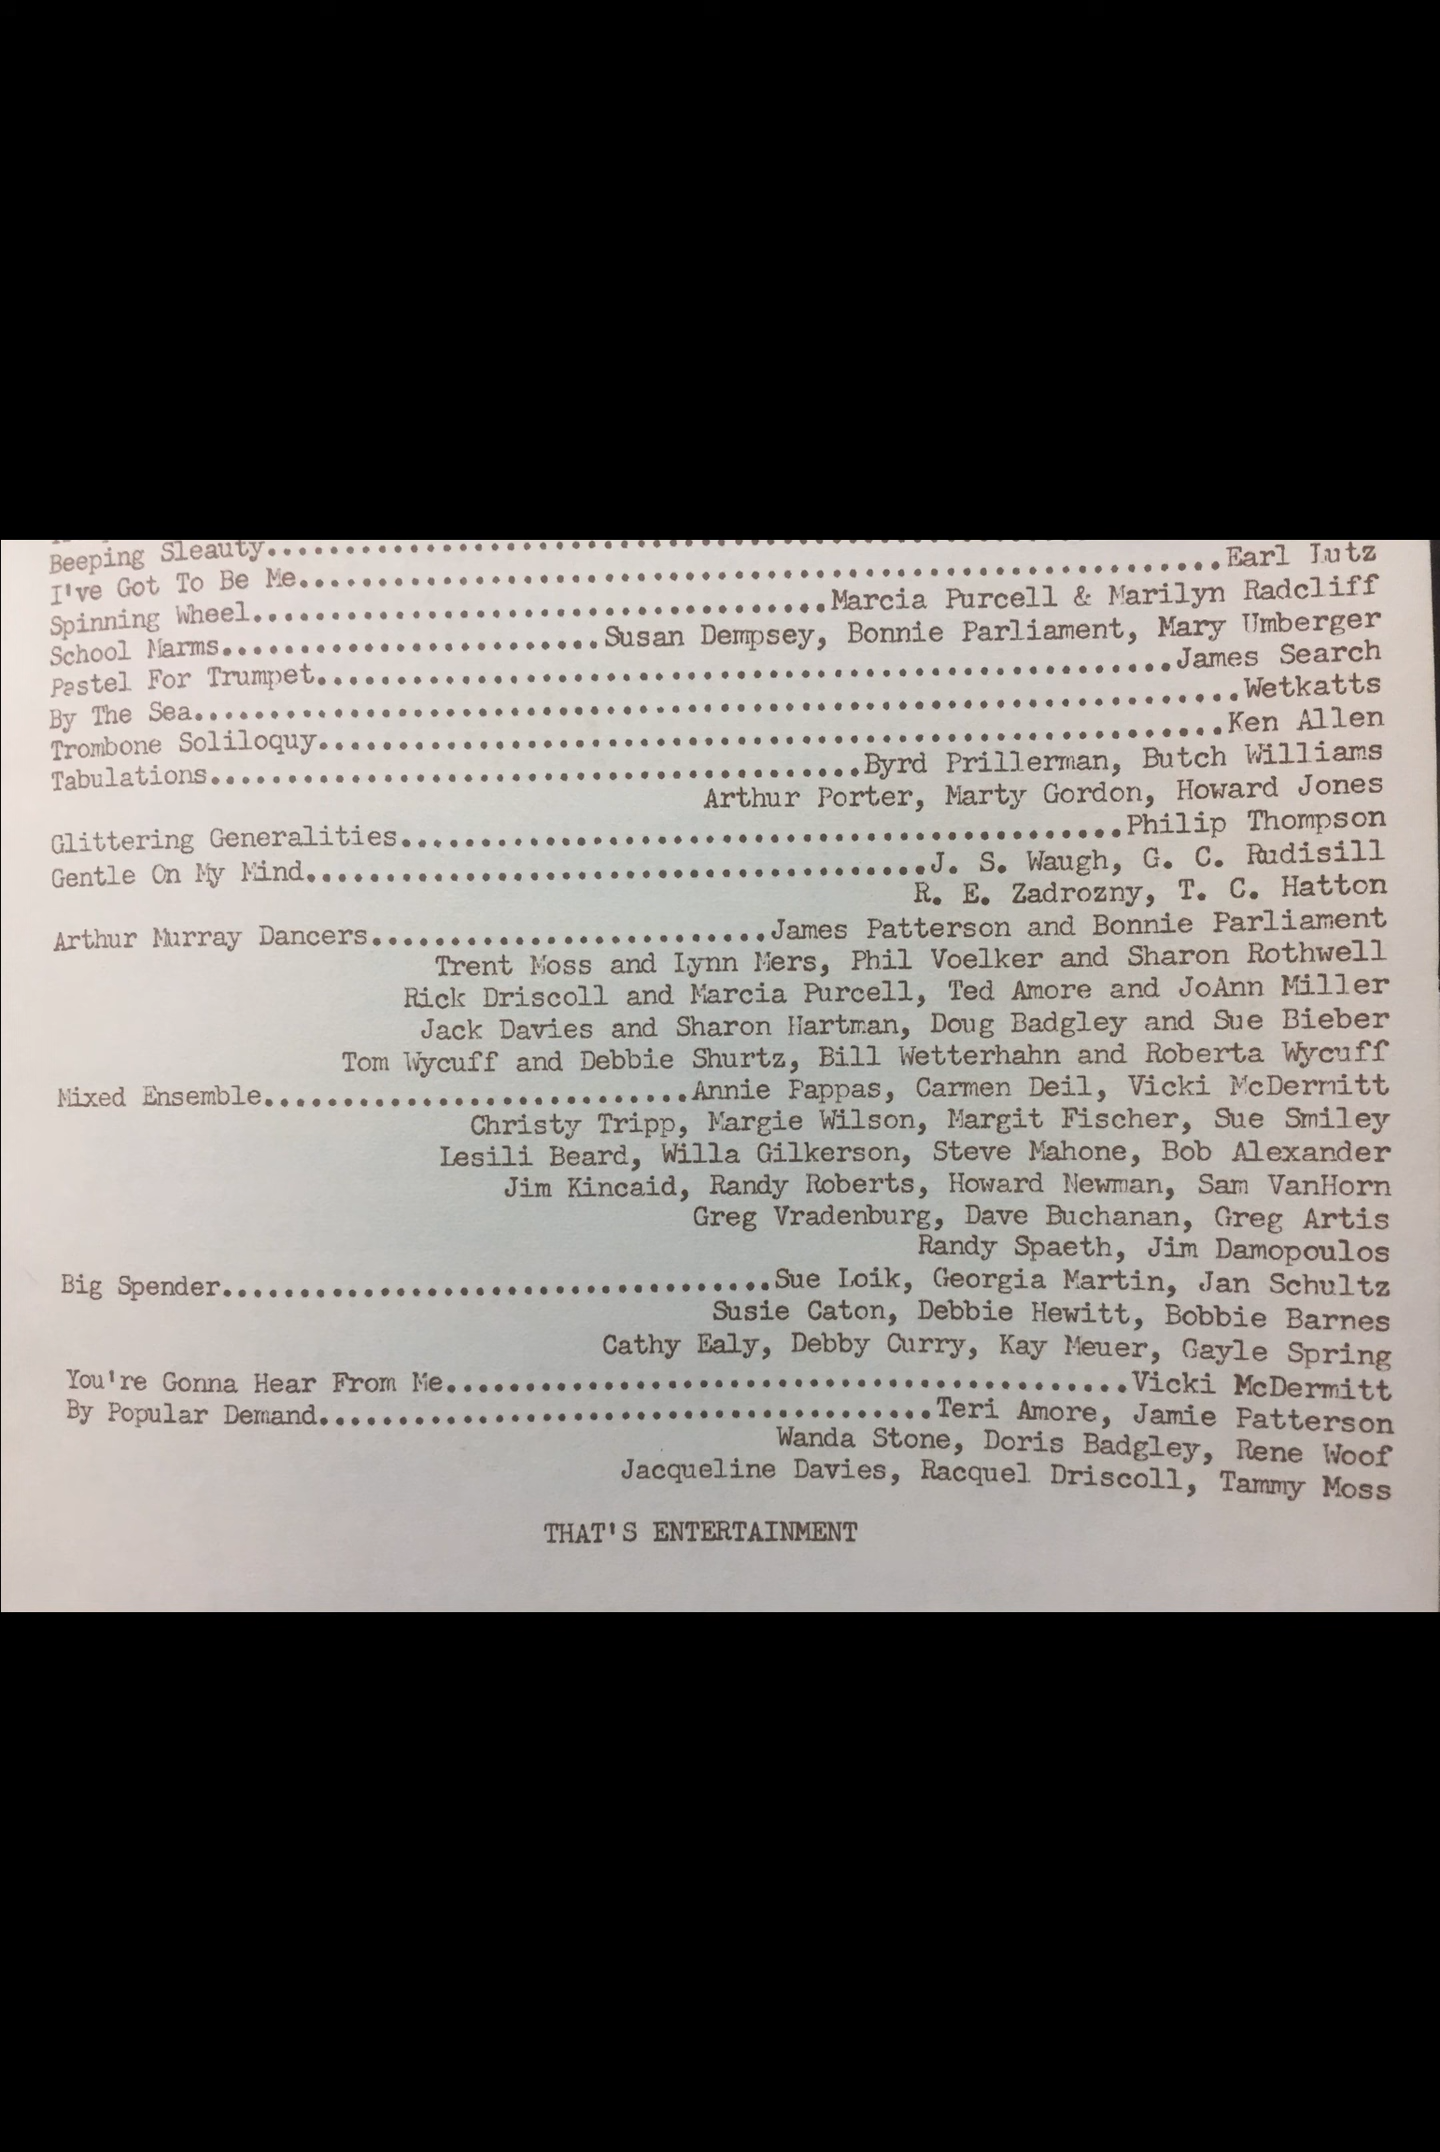 Beeping Sleauty........................................................
I've Got To Be Me...........................................................Earl Lutz
Spinning Wheel.....................................Marcia Purcell & Marilyn Radcliff
School Marms........................Susan Dempsey, Bonnie Parliament, Mary Umberger
Pastel For Trumpet......................................................James Search
By The Sea..................................................................Wetkatts
Trombone Soliloquy.........................................................Ken Allen
Tabulations.........................................Byrd Prillerman, Butch Williams
Arthur Porter, Marty Gordon, Howard Jones
Glittering Generalities..............................................Philip Thompson
Gentle On My Mind........................................J. S. Waugh, G. C. Rudisill
R. E. Zadrozny, T. C. Hatton
Arthur Murray Dancers.........................James Patterson and Bonnie Parliament
Trent Moss and Lynn Mers, Phil Voelker and Sharon Rothwell
Rick Driscoll and Marcia Purcell, Ted Amore and JoAnn Miller
Jack Davies and Sharon Hartman, Doug Badgley and Sue Bieber
Tom Wycuff and Debbie Shurtz, Bill Wetterhahn and Roberta Wycuff
Mixed Ensemble...........................Annie Pappas, Carmen Deil, Vicki McDermitt
Christy Tripp, Margie Wilson, Margit Fischer, Sue Smiley
Lesili Beard, Willa Gilkerson, Steve Mahone, Bob Alexander
Jim Kincaid, Randy Roberts, Howard Newman, Sam VanHorn
Greg Vradenburg, Dave Buchanan, Greg Artis
Randy Spaeth, Jim Damopoulos
Big Spender...................................Sue Loik, Georgia Martin, Jan Schultz
Susie Caton, Debbie Hewitt, Bobbie Barnes
Cathy Ealy, Debby Curry, Kay Meuer, Gayle Spring
You're Gonna Hear From Me............................................Vicki McDermitt
By Popular Demand.......................................Teri Amore, Jamie Patterson
Wanda Stone, Doris Badgley, Rene Woof
Jacqueline Davies, Racquel Driscoll, Tammy Moss
THAT'S ENTERTAINMENT